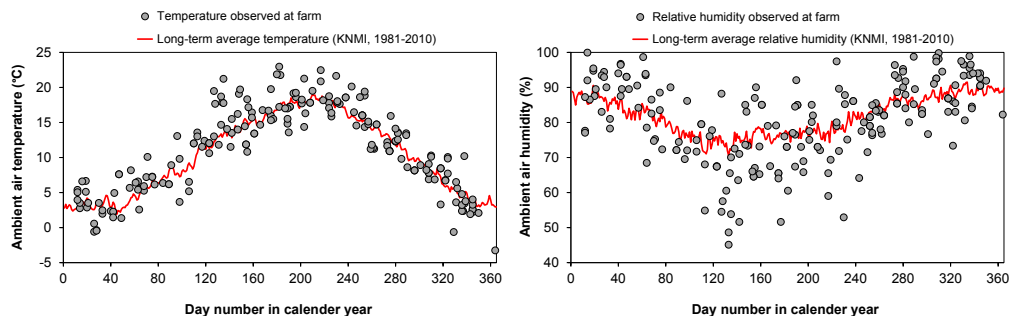 Temperature observed at farm
Long-term average temperature (KNMI, 1981-2010)
Ambient air temperature (°C)
25
20
15
10
5
0
-5
0 40 80 120 160 200 240 280 320 360
Day number in calender year
Relative humidity observed at farm
Long-term average relative humidity (KNMI, 1981-2010)
Ambient air humidity (%)
100
90
80
70
60
50
40
0 40 80 120 160 200 240 280 320 360
Day number in calender year